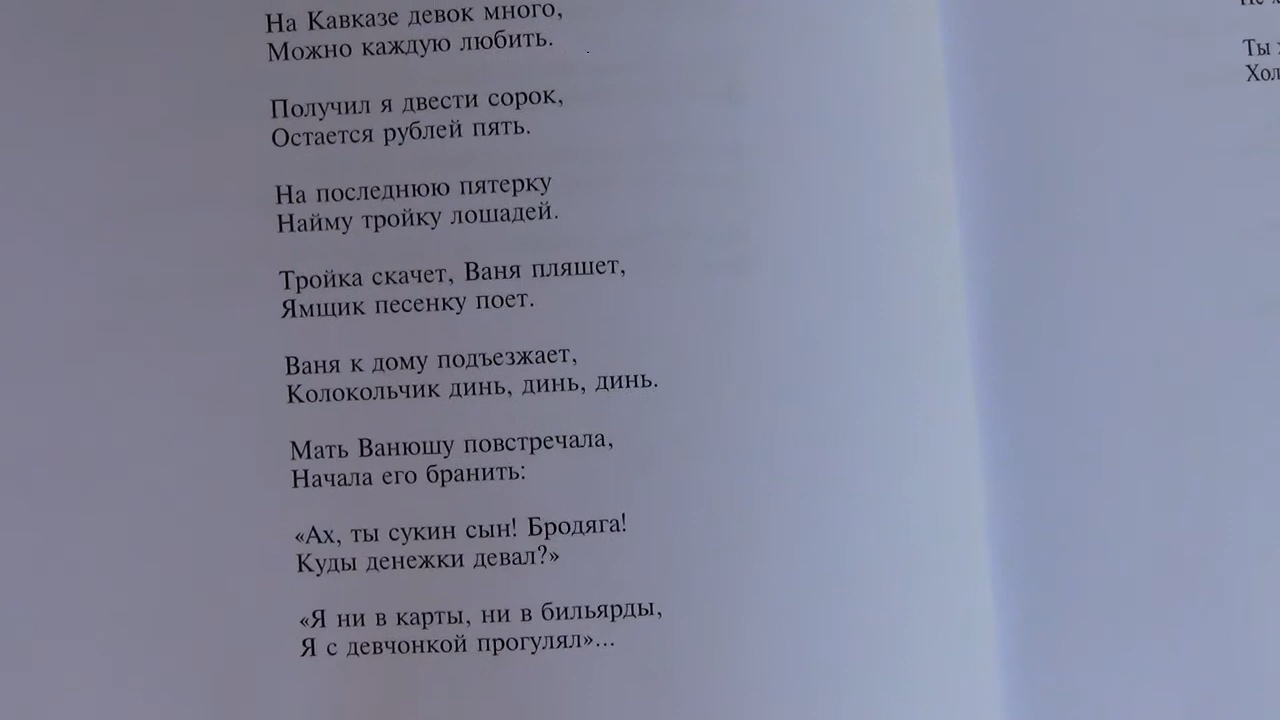 На Кавказе девок много,
Можно каждую любить.
Получил я двести сорок,
Остается рублей пять.
На последнюю пятерку
Найму тройку лошадей.
Тройка скачет, Ваня пляшет,
Ямщик песенку поет.
Ваня к дому подъезжает,
Колокольчик динь, динь, динь.
Мать Ванюшу повстречала,
Начала его бранить:
«Ах, ты сукин сын! Бродяга!
Куды денежки девал?»
«Я ни в карты, ни в бильярды,
Я с девчонкой прогулял»...
Ты